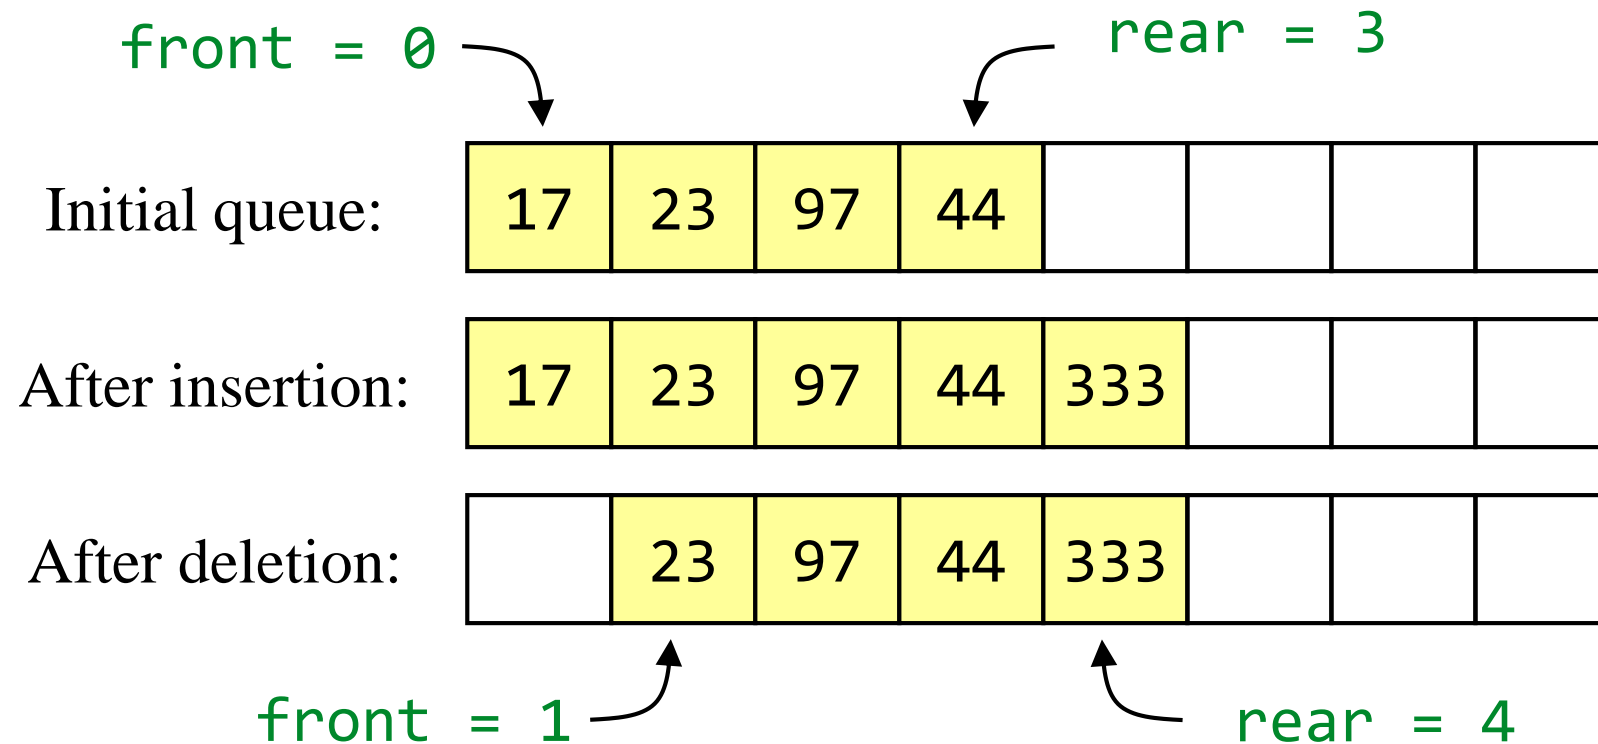 front = 0 rear = 3
Initial queue: 17 23 97 44
After insertion: 17 23 97 44 333
After deletion: 23 97 44 333
front = 1 rear = 4